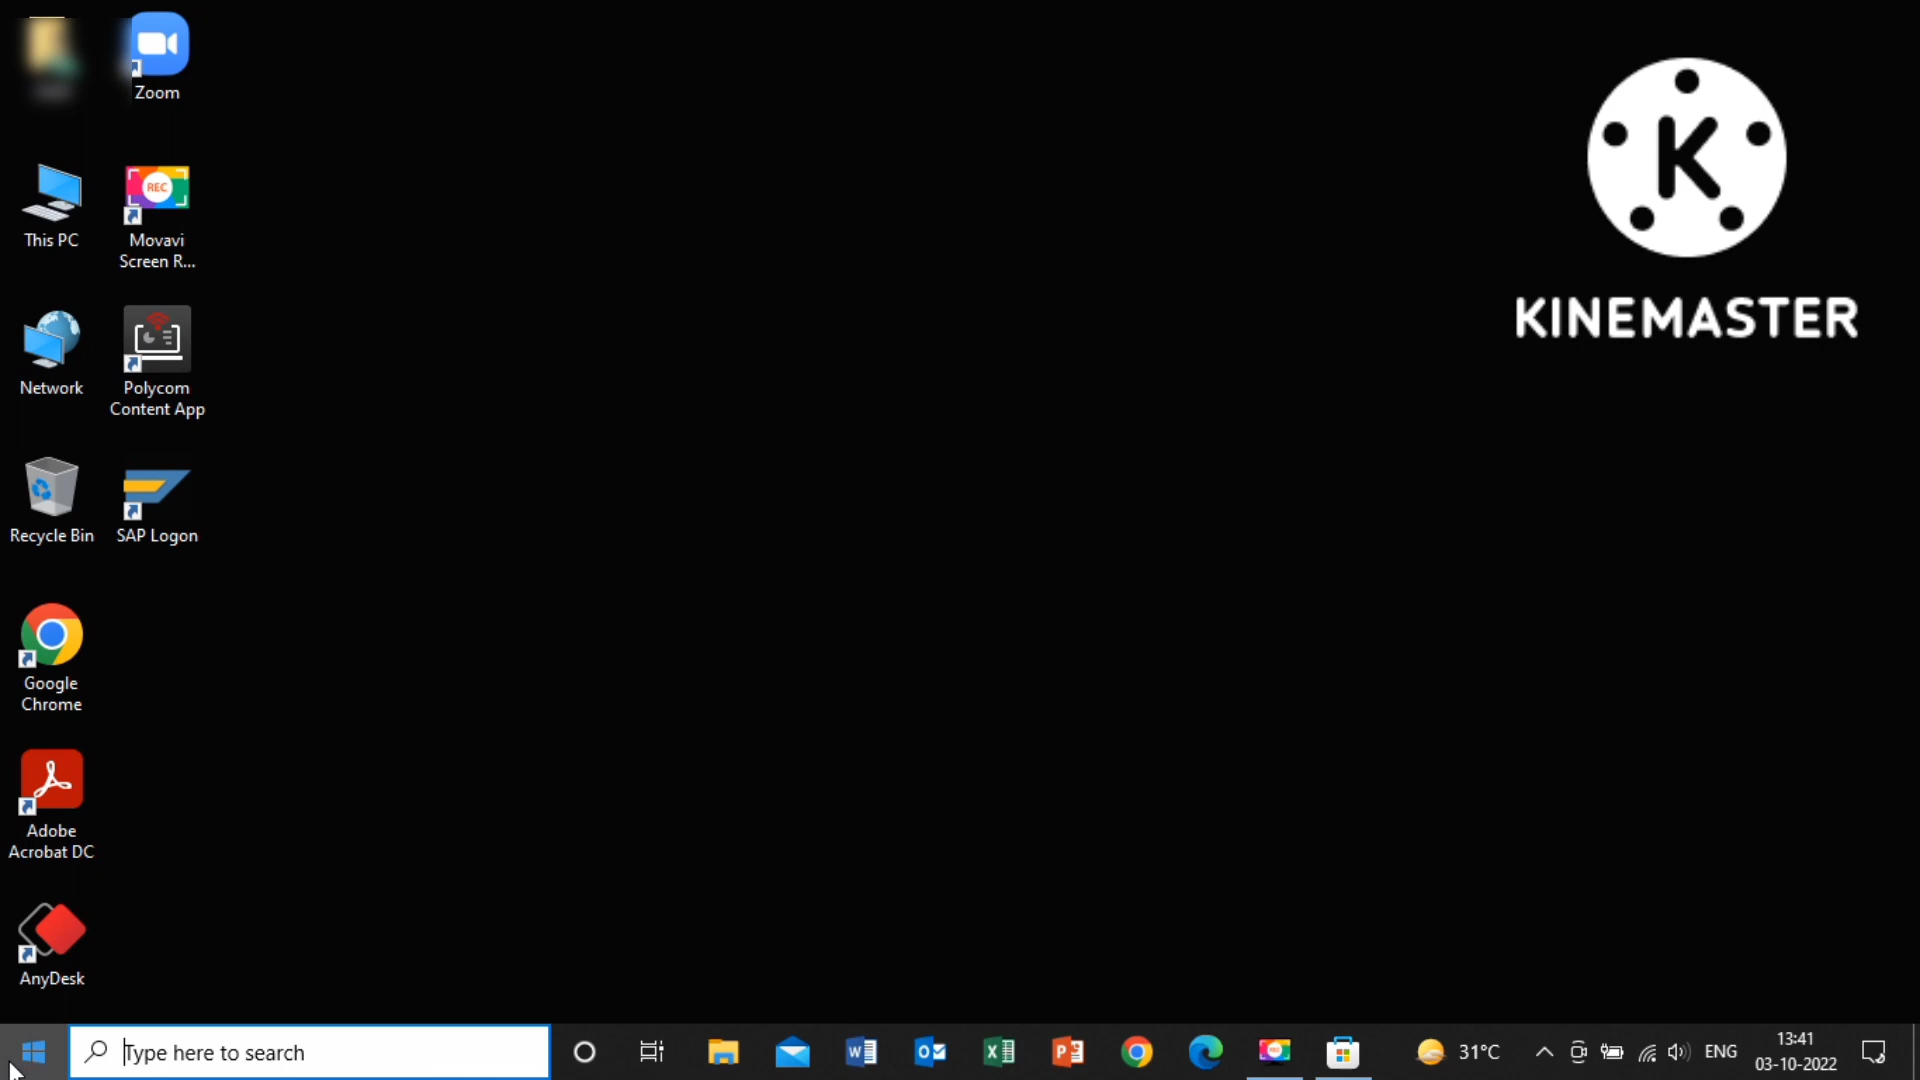 Zoom
This PC
Movavi
Screen R...
REC
Network
Polycom
Content App
Recycle Bin
SAP Logon
Google
Chrome
Adobe
Acrobat DC
AnyDesk
K
KINEMASTER
Type here to search
31°C
ENG
13:41
03-10-2022